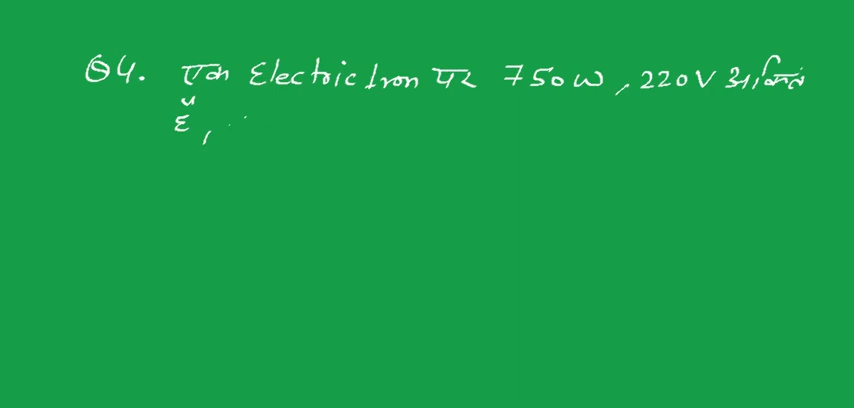 Q4. एक Electric Iron पर 750W, 220V अंकित
है,